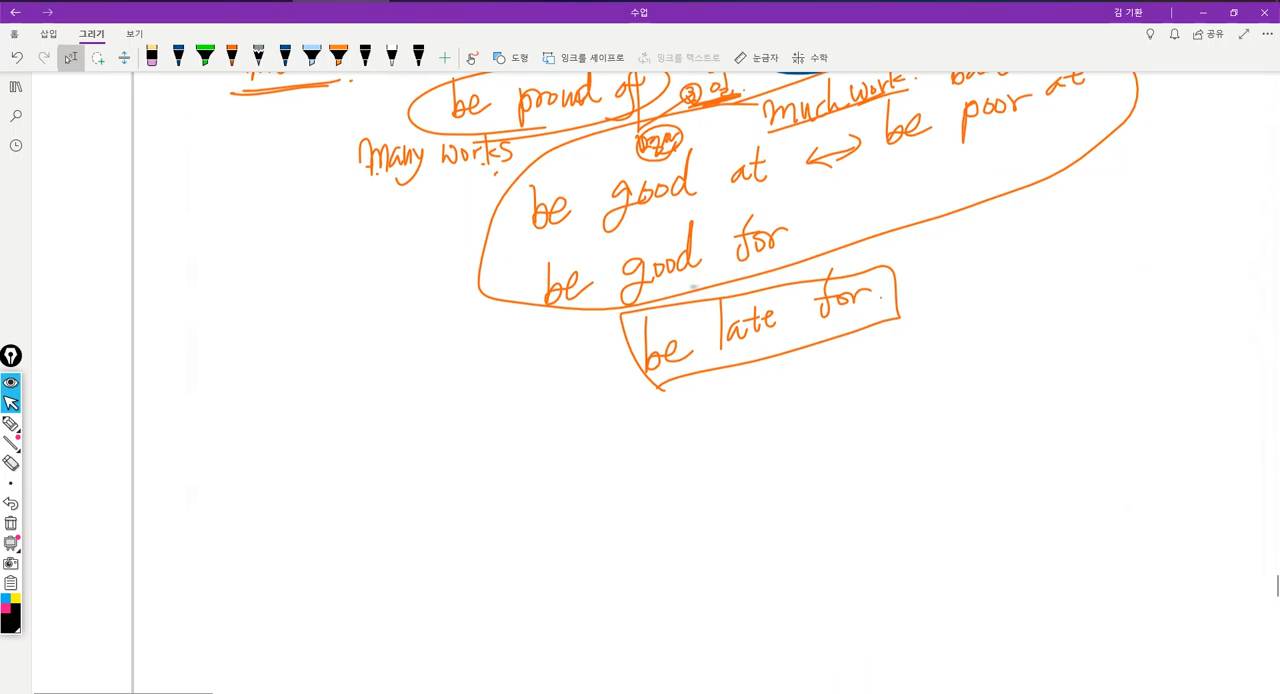 수업
김 기환
홈 삽입 그리기 보기
공유
도형 잉크를 셰이프로 잉크를 텍스트로 눈금자 수학
be proud of
much work.
Many works
be good at ↔ be poor at
be good for
be late for.